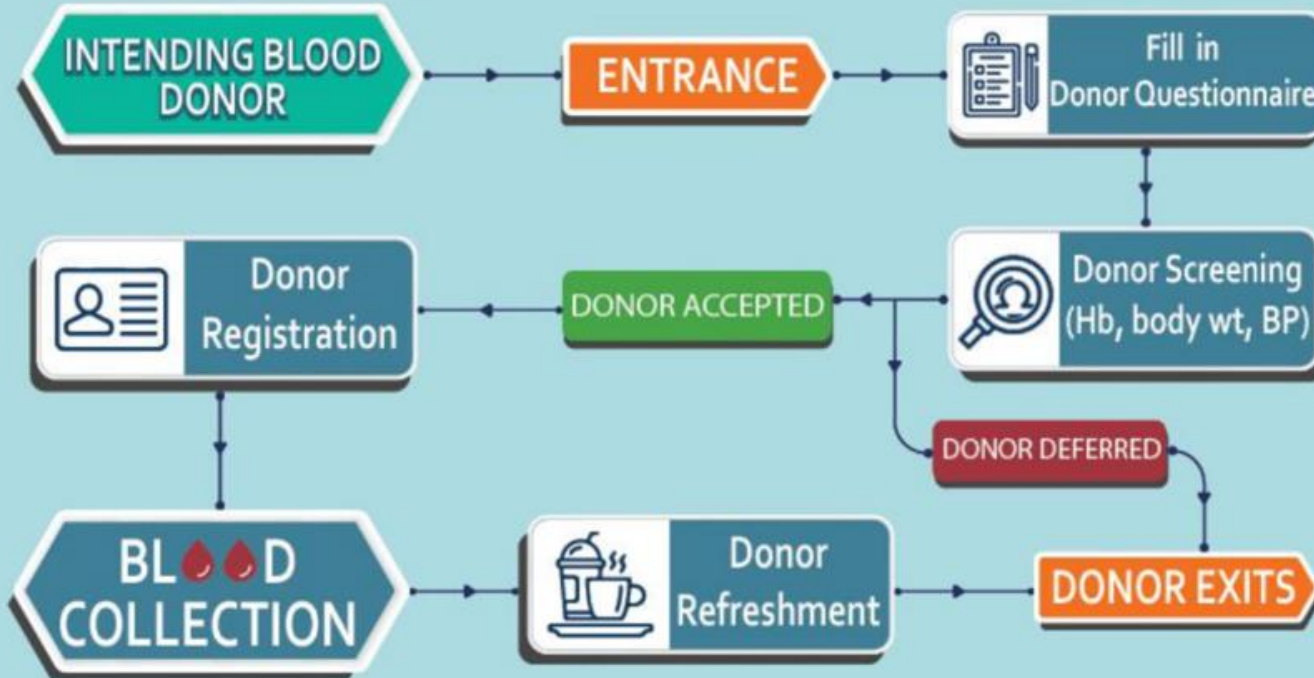 INTENDING BLOOD
DONOR
ENTRANCE
Fill in
Donor Questionnaire
Donor Screening
(Hb, body wt, BP)
DONOR ACCEPTED
Donor
Registration
DONOR DEFERRED
BLOOD
COLLECTION
Donor
Refreshment
DONOR EXITS